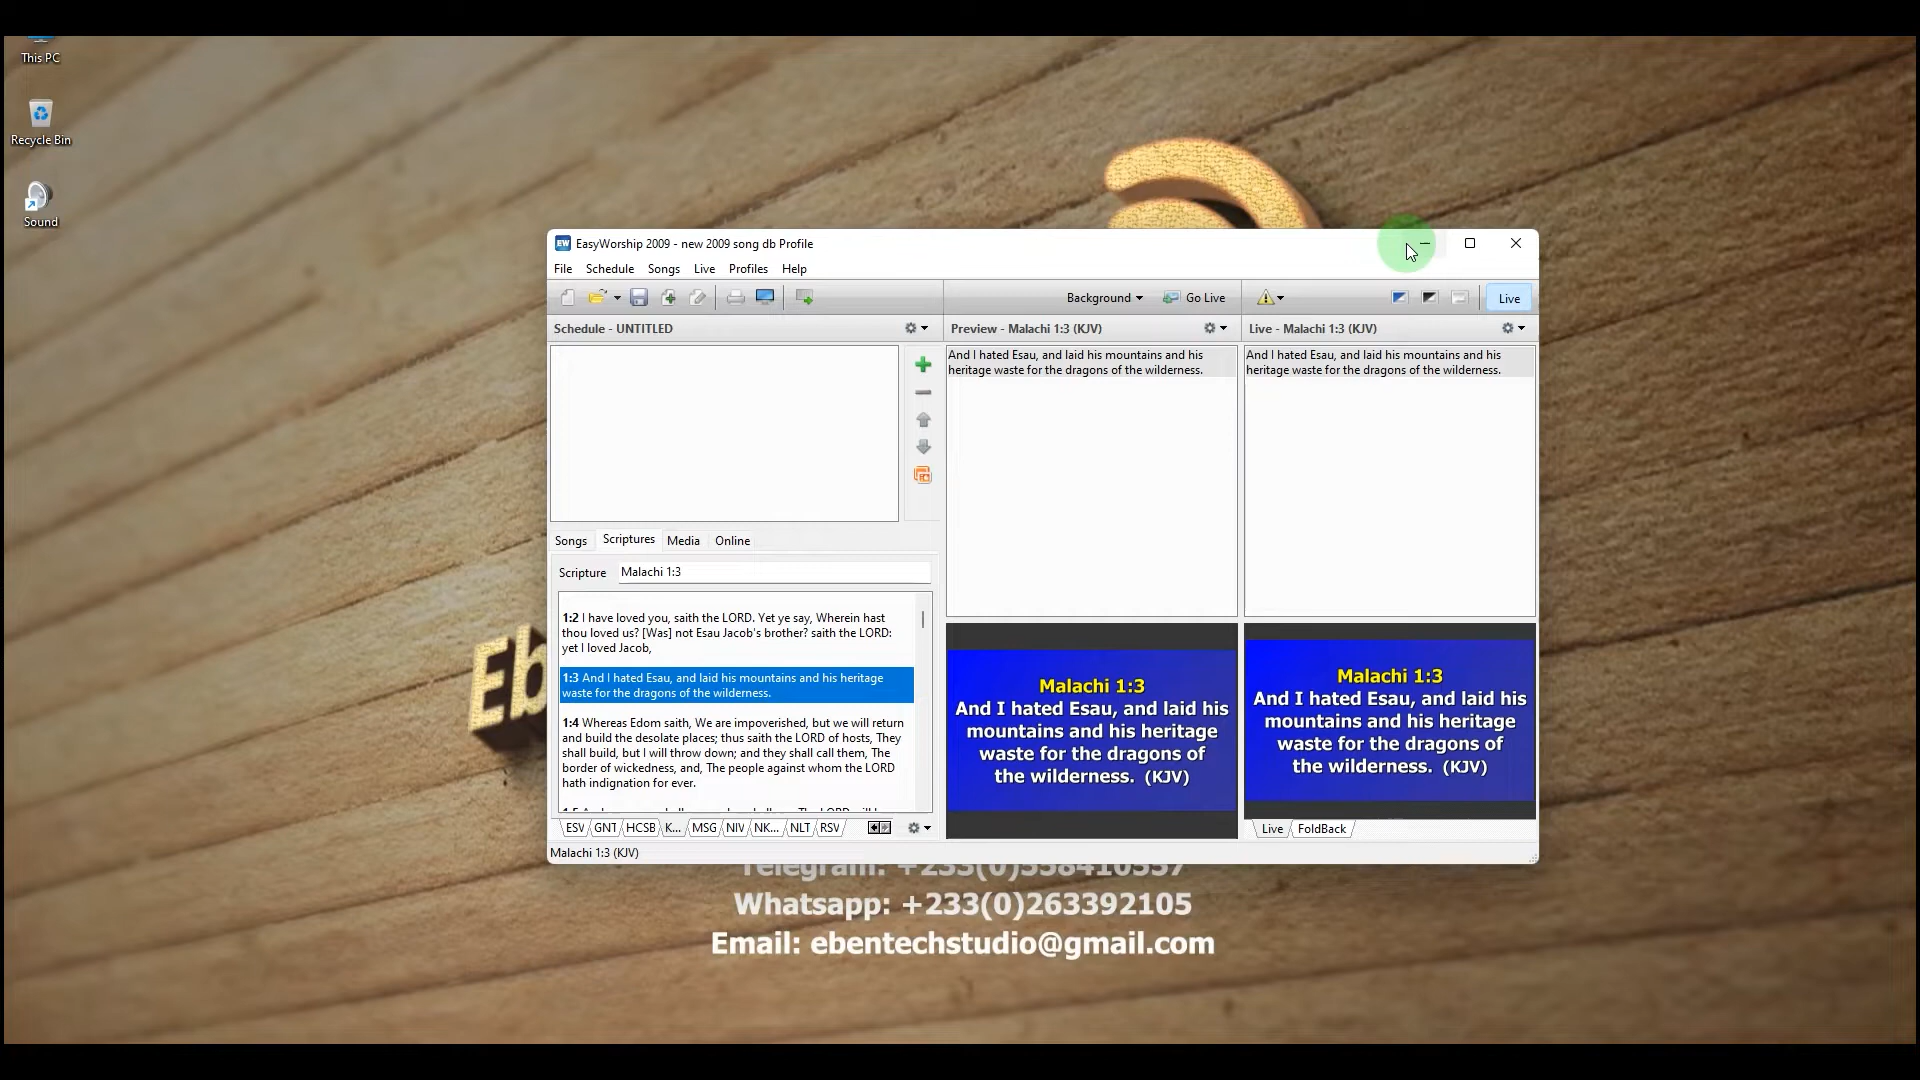 This PC
Recycle Bin
Sound
EW EasyWorship 2009 - new 2009 song db Profile
File Schedule Songs Live Profiles Help
Background Go Live Live
Schedule - UNTITLED
Preview - Malachi 1:3 (KJV)
Live - Malachi 1:3 (KJV)
And I hated Esau, and laid his mountains and his
heritage waste for the dragons of the wilderness.
And I hated Esau, and laid his mountains and his
heritage waste for the dragons of the wilderness.
Songs Scriptures Media Online
Scripture Malachi 1:3
1:2 I have loved you, saith the LORD. Yet ye say, Wherein hast
thou loved us? [Was] not Esau Jacob's brother? saith the LORD:
yet I loved Jacob,
1:3 And I hated Esau, and laid his mountains and his heritage
waste for the dragons of the wilderness.
1:4 Whereas Edom saith, We are impoverished, but we will return
and build the desolate places; thus saith the LORD of hosts, They
shall build, but I will throw down; and they shall call them, The
border of wickedness, and, The people against whom the LORD
hath indignation for ever.
ESV GNT HCSB K... MSG NIV NK... NLT RSV
Malachi 1:3 (KJV)
Malachi 1:3
And I hated Esau, and laid his
mountains and his heritage
waste for the dragons of
the wilderness. (KJV)
Malachi 1:3
And I hated Esau, and laid his
mountains and his heritage
waste for the dragons of
the wilderness. (KJV)
Live FoldBack
Eb
Whatsapp: +233(0)263392105
Email: ebentechstudio@gmail.com